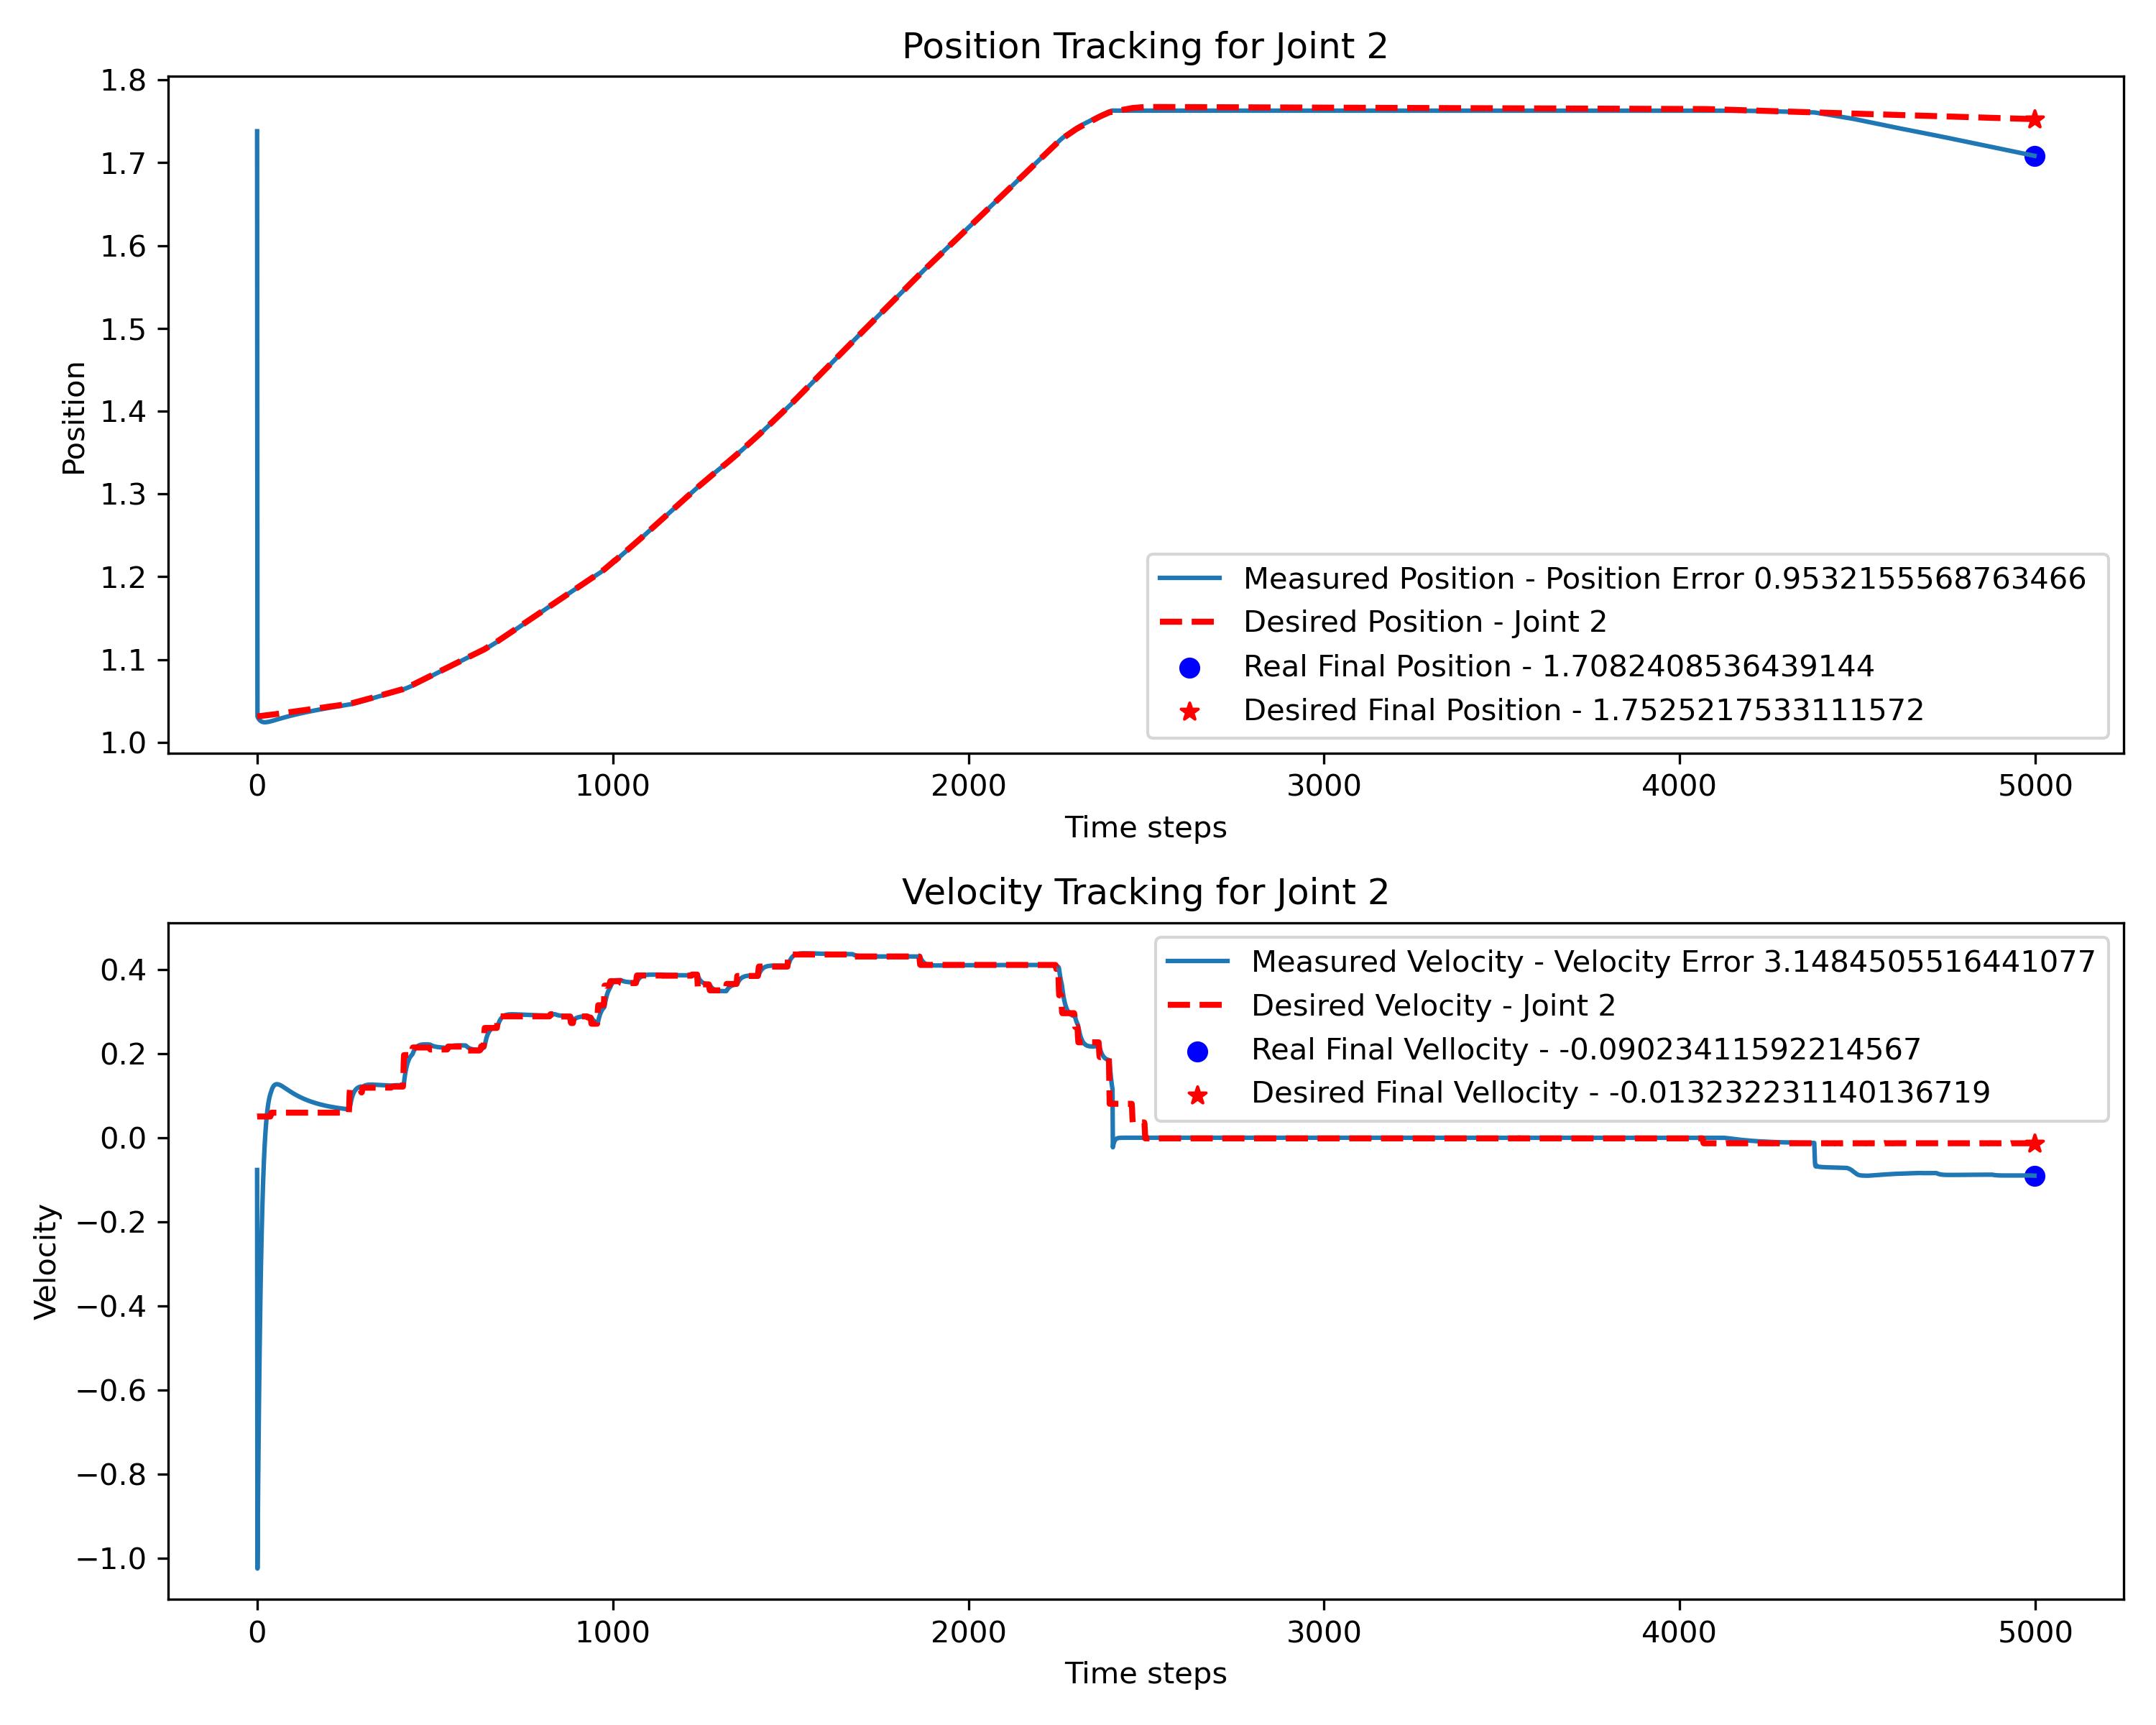 Position Tracking for Joint 2
1.8
1.7
1.6
1.5
1.4
1.3
1.2
1.1
1.0
Position
Measured Position - Position Error 0.9532155568763466
Desired Position - Joint 2
Real Final Position - 1.7082408536439144
Desired Final Position - 1.7525217533111572
0 1000 2000 3000 4000 5000
Time steps
Velocity Tracking for Joint 2
0.4
0.2
0.0
−0.2
−0.4
−0.6
−0.8
−1.0
Velocity
Measured Velocity - Velocity Error 3.1484505516441077
Desired Velocity - Joint 2
Real Final Vellocity - -0.09023411592214567
Desired Final Vellocity - -0.013232231140136719
0 1000 2000 3000 4000 5000
Time steps